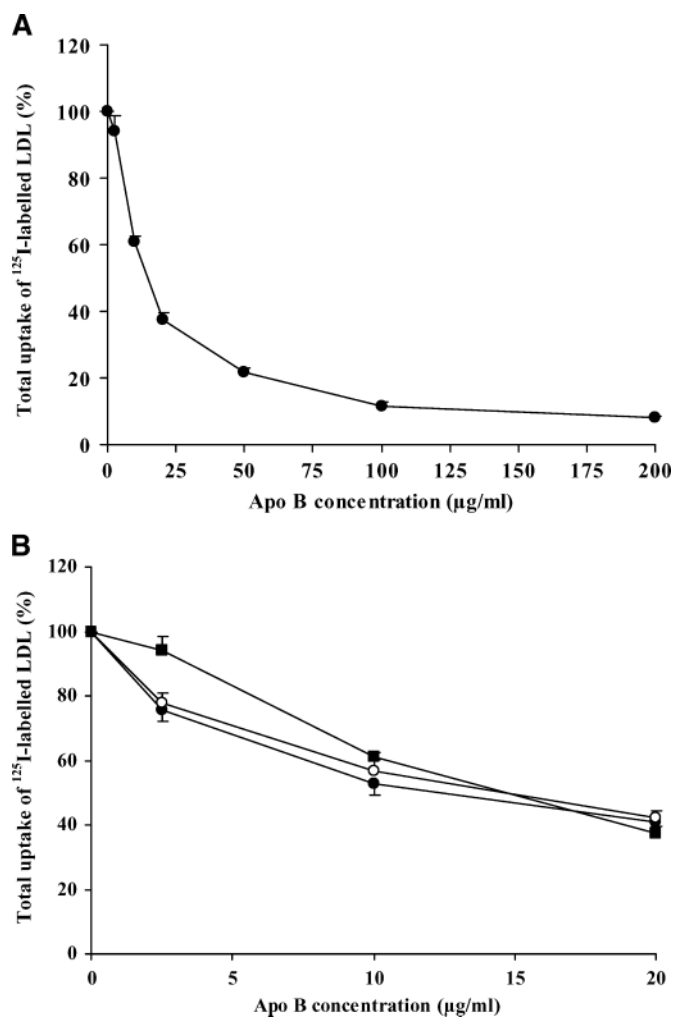 A
Total uptake of ¹²⁵I-labelled LDL (%)
120
100
80
60
40
20
0
0 25 50 75 100 125 150 175 200
Apo B concentration (µg/ml)
B
Total uptake of ¹²⁵I-labelled LDL (%)
120
100
80
60
40
20
0
0 5 10 15 20
Apo B concentration (µg/ml)